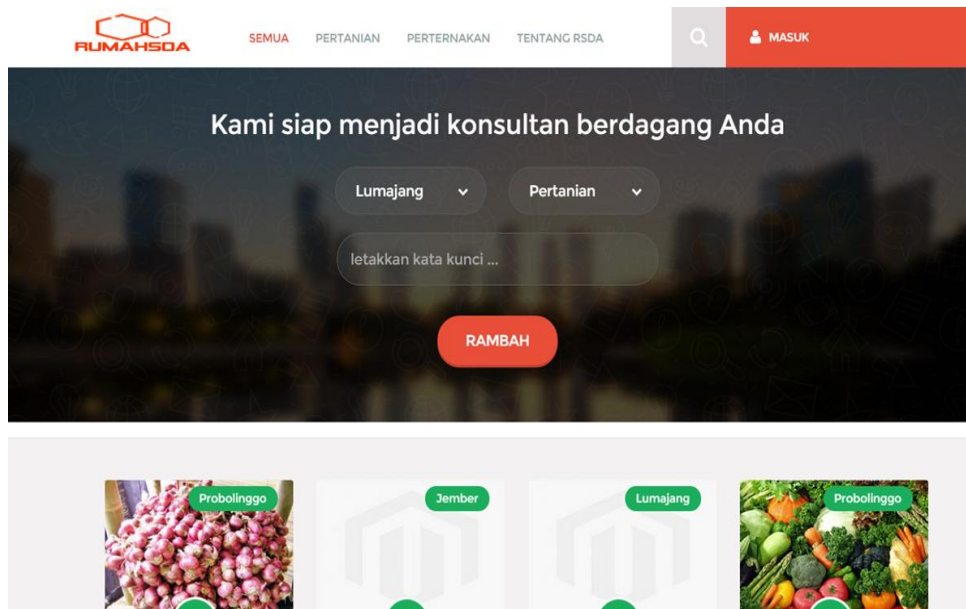 RUMAHSDA
SEMUA PERTANIAN PERTERNAKAN TENTANG RSDA MASUK
Kami siap menjadi konsultan berdagang Anda
Lumajang Pertanian
letakkan kata kunci ...
RAMBAH
Probolinggo Jember Lumajang Probolinggo